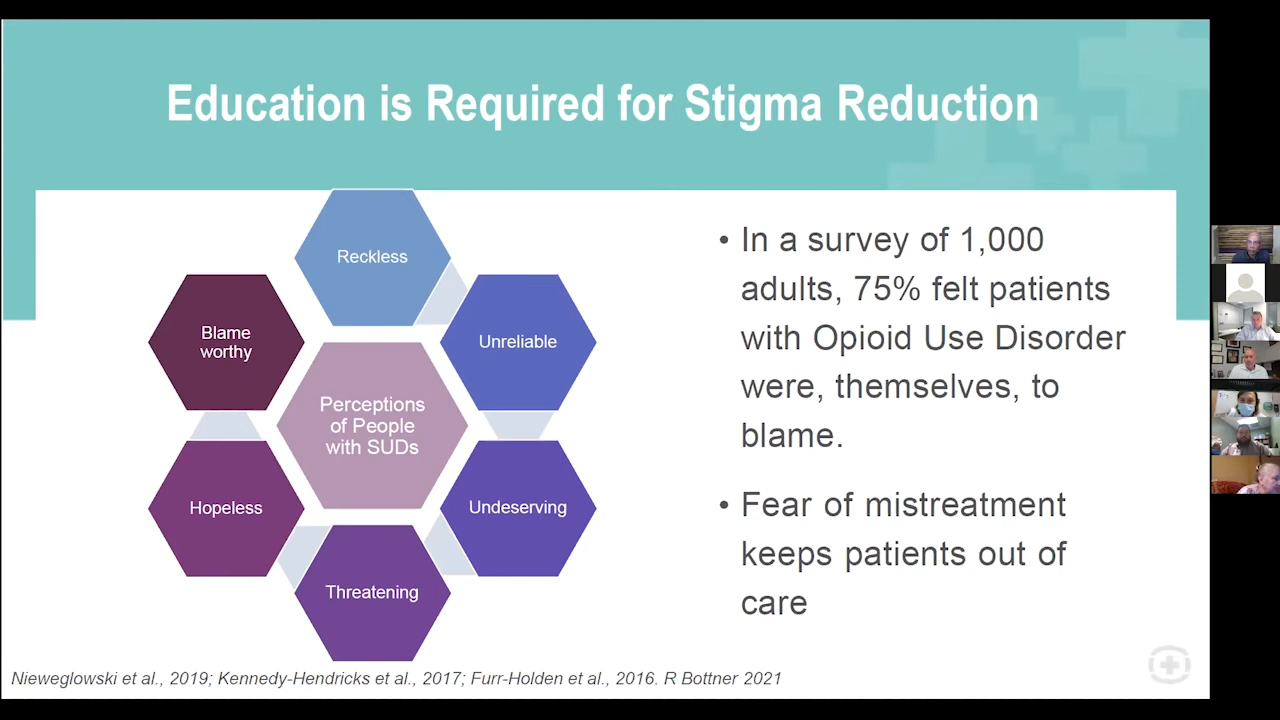 Education is Required for Stigma Reduction
Reckless
Unreliable
Undeserving
Threatening
Hopeless
Blame
worthy
Perceptions
of People
with SUDs
• In a survey of 1,000
adults, 75% felt patients
with Opioid Use Disorder
were, themselves, to
blame.
• Fear of mistreatment
keeps patients out of
care
Nieweglowski et al., 2019; Kennedy-Hendricks et al., 2017; Furr-Holden et al., 2016. R Bottner 2021